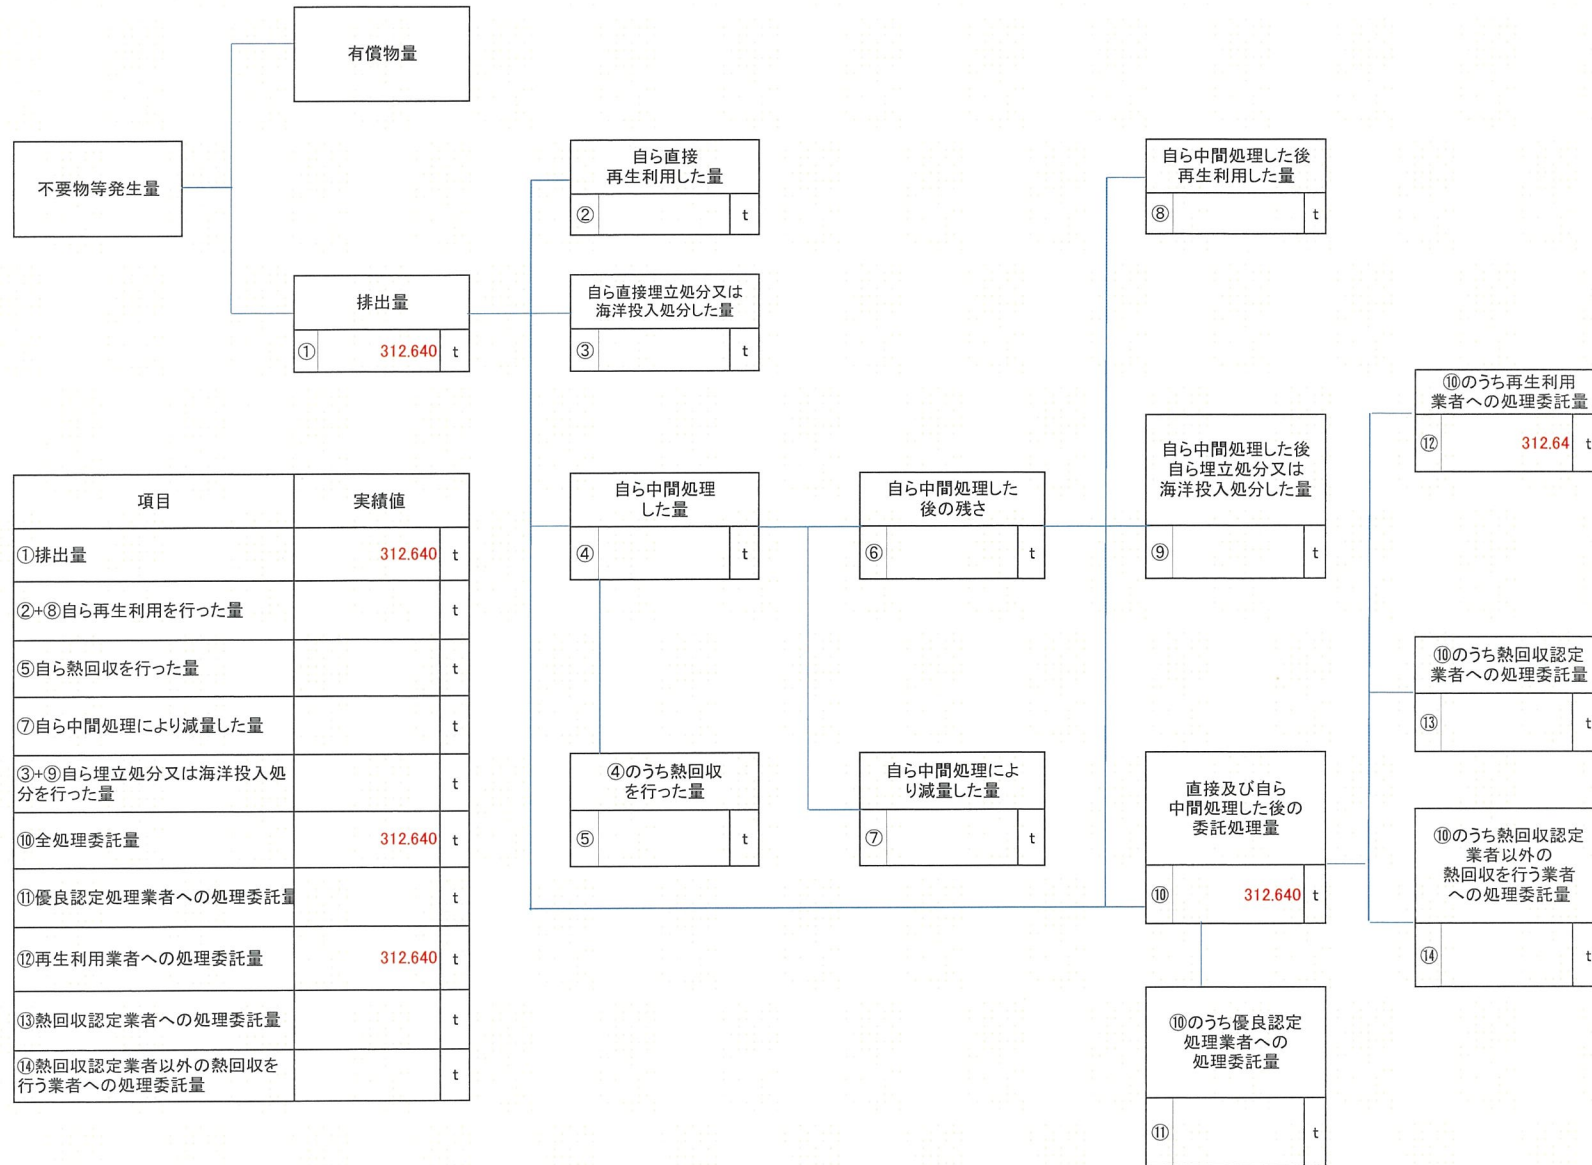 有償物量
不要物等発生量
排出量
① 312.640 t
自ら直接
再生利用した量
② t
自ら直接埋立処分又は
海洋投入処分した量
③ t
自ら中間処理
した量
④ t
④のうち熱回収
を行った量
⑤ t
自ら中間処理した
後の残さ
⑥ t
自ら中間処理によ
り減量した量
⑦ t
自ら中間処理した後
再生利用した量
⑧ t
自ら中間処理した後
自ら埋立処分又は
海洋投入処分した量
⑨ t
直接及び自ら
中間処理した後の
委託処理量
⑩ 312.640 t
⑩のうち優良認定
処理業者への
処理委託量
⑪ t
⑩のうち再生利用
業者への処理委託量
⑫ 312.64 t
⑩のうち熱回収認定
業者への処理委託量
⑬ t
⑩のうち熱回収認定
業者以外の
熱回収を行う業者
への処理委託量
⑭ t
項目 実績値
①排出量 312.640 t
②+⑧自ら再生利用を行った量 t
⑤自ら熱回収を行った量 t
⑦自ら中間処理により減量した量 t
③+⑨自ら埋立処分又は海洋投入処
分を行った量 t
⑩全処理委託量 312.640 t
⑪優良認定処理業者への処理委託量 t
⑫再生利用業者への処理委託量 312.640 t
⑬熱回収認定業者への処理委託量 t
⑭熱回収認定業者以外の熱回収を
行う業者への処理委託量 t